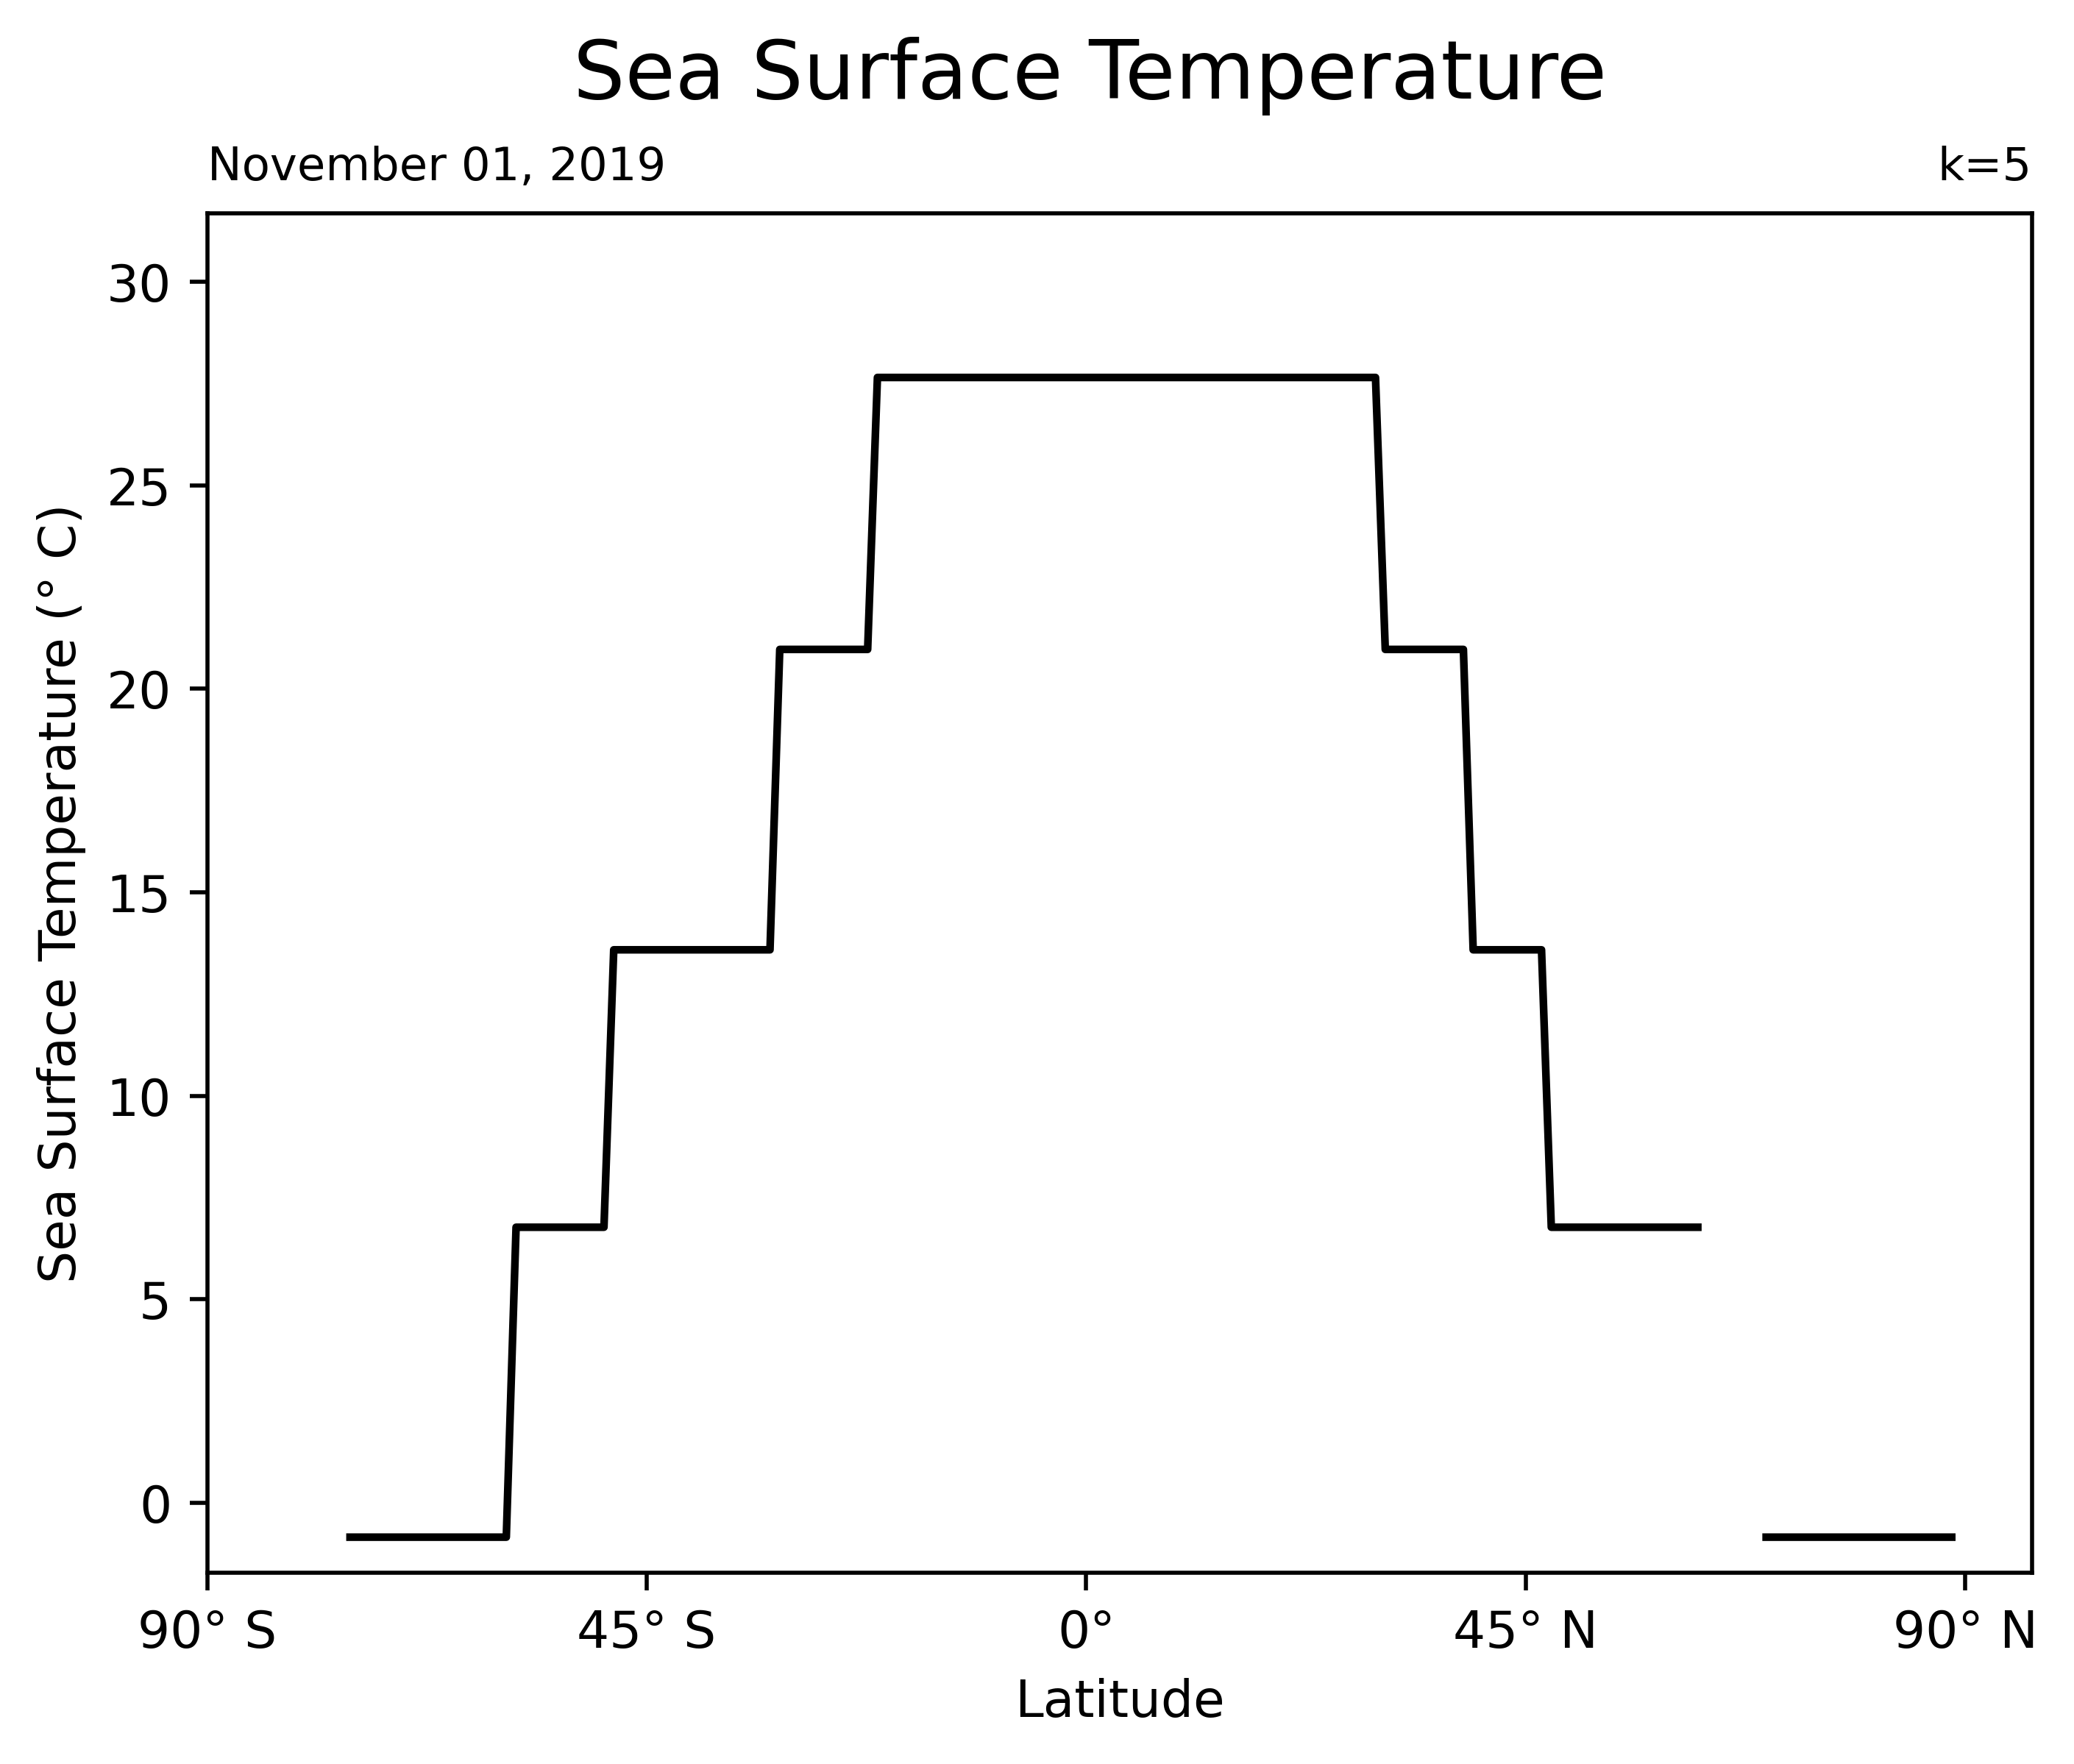 Sea Surface Temperature
November 01, 2019
k=5
30
25
20
15
10
5
0
Sea Surface Temperature (° C)
90° S
45° S
0°
45° N
90° N
Latitude